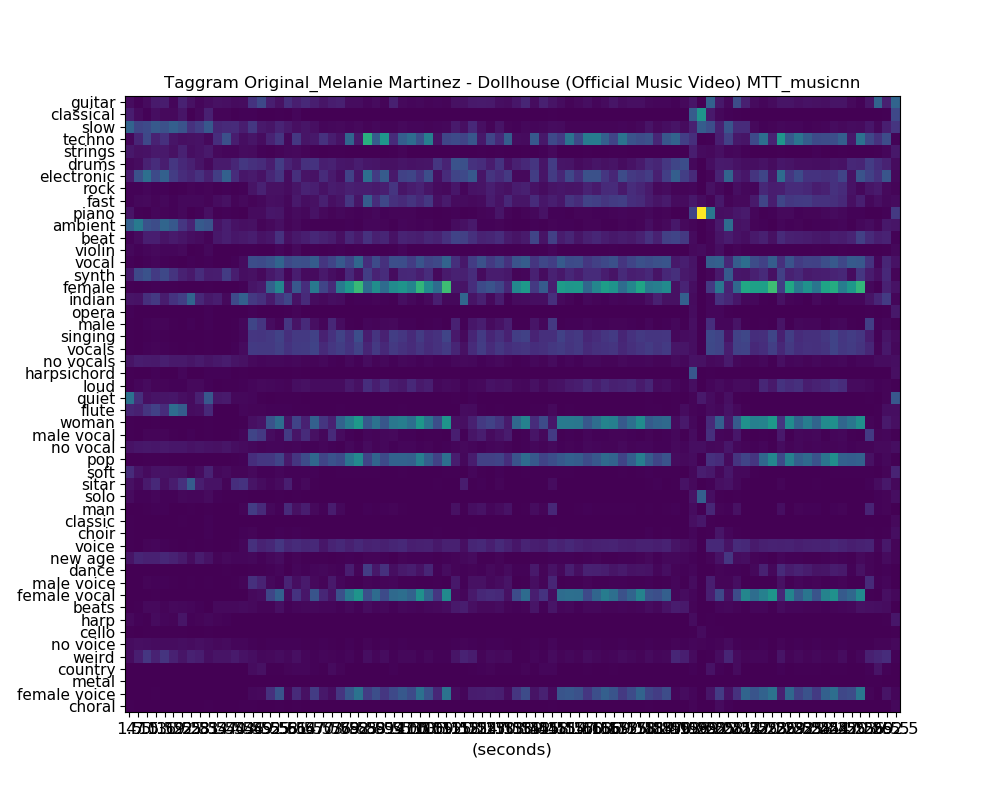 Taggram Original_Melanie Martinez - Dollhouse (Official Music Video) MTT_musicnn
guitar
classical
slow
techno
strings
drums
electronic
rock
fast
piano
ambient
beat
violin
vocal
synth
female
indian
opera
male
singing
vocals
no vocals
harpsichord
loud
quiet
flute
woman
male vocal
no vocal
pop
soft
sitar
solo
man
classic
choir
voice
new age
dance
male voice
female vocal
beats
harp
cello
no voice
weird
country
metal
female voice
choral
(seconds)